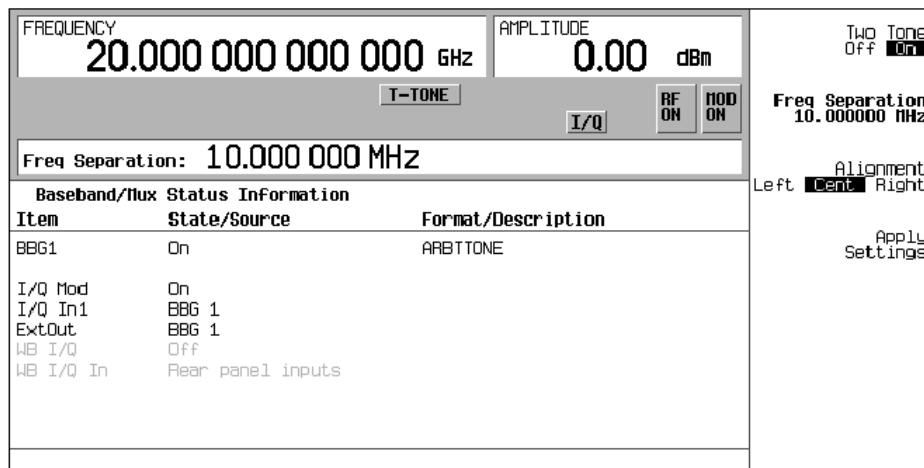 FREQUENCY
20.000 000 000 000 GHz
AMPLITUDE
0.00 dBm
T-TONE
I/Q
RF ON
MOD ON
Freq Separation: 10.000 000 MHz
Baseband/Mux Status Information
Item State/Source Format/Description
BBG1 On ARBTTONE
I/Q Mod On
I/Q In1 BBG 1
ExtOut BBG 1
WB I/Q Off
WB I/Q In Rear panel inputs
Two Tone
Off On
Freq Separation
10.000000 MHz
Alignment
Left Cent Right
Apply
Settings